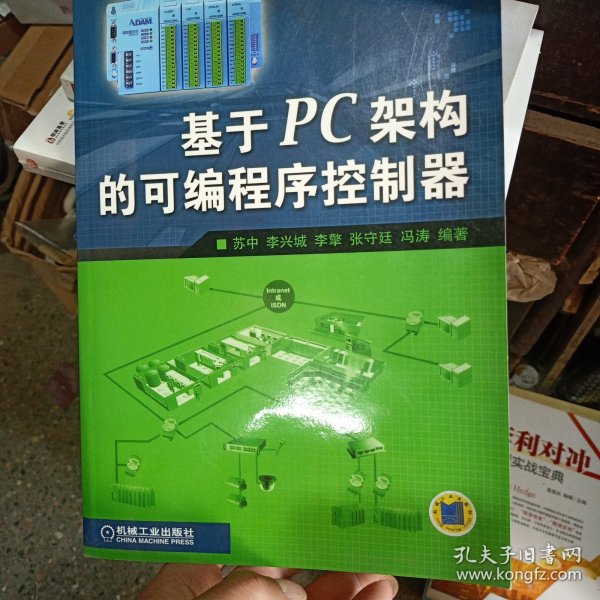 ADAM
基于PC架构
的可编程序控制器
■ 苏中 李兴城 李擎 张守廷 冯涛 编著
Intranet
或
ISDN
机械工业出版社
CHINA MACHINE PRESS
利对冲
实战宝典
Hedge
孔夫子旧书网
www.kongfz.com